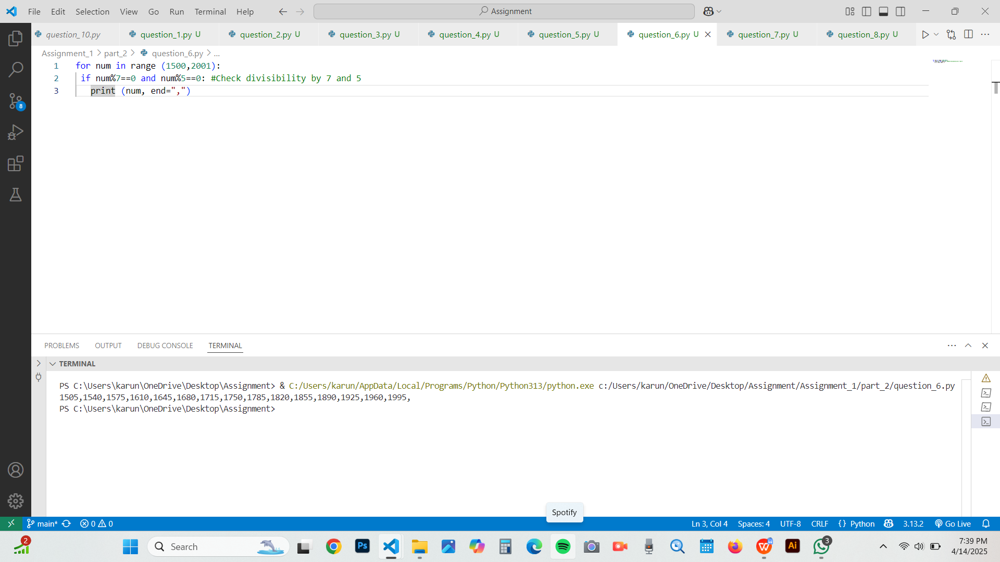 File Edit Selection View Go Run Terminal Help
Assignment
question_10.py question_1.py U question_2.py U question_3.py U question_4.py U question_5.py U question_6.py U question_7.py U question_8.py U
Assignment_1 > part_2 > question_6.py > ...
1 for num in range (1500,2001):
2 if num%7==0 and num%5==0: #Check divisibility by 7 and 5
3 print (num, end=",")
8
PROBLEMS OUTPUT DEBUG CONSOLE TERMINAL
TERMINAL
PS C:\Users\karun\OneDrive\Desktop\Assignment> & C:/Users/karun/AppData/Local/Programs/Python/Python313/python.exe c:/Users/karun/OneDrive/Desktop/Assignment/Assignment_1/part_2/question_6.py
1505,1540,1575,1610,1645,1680,1715,1750,1785,1820,1855,1890,1925,1960,1995,
PS C:\Users\karun\OneDrive\Desktop\Assignment>
Spotify
main* 0 0 Ln 3, Col 4 Spaces: 4 UTF-8 CRLF {} Python 3.13.2 Go Live
2 Search Ps W Ai 3 7:39 PM
4/14/2025